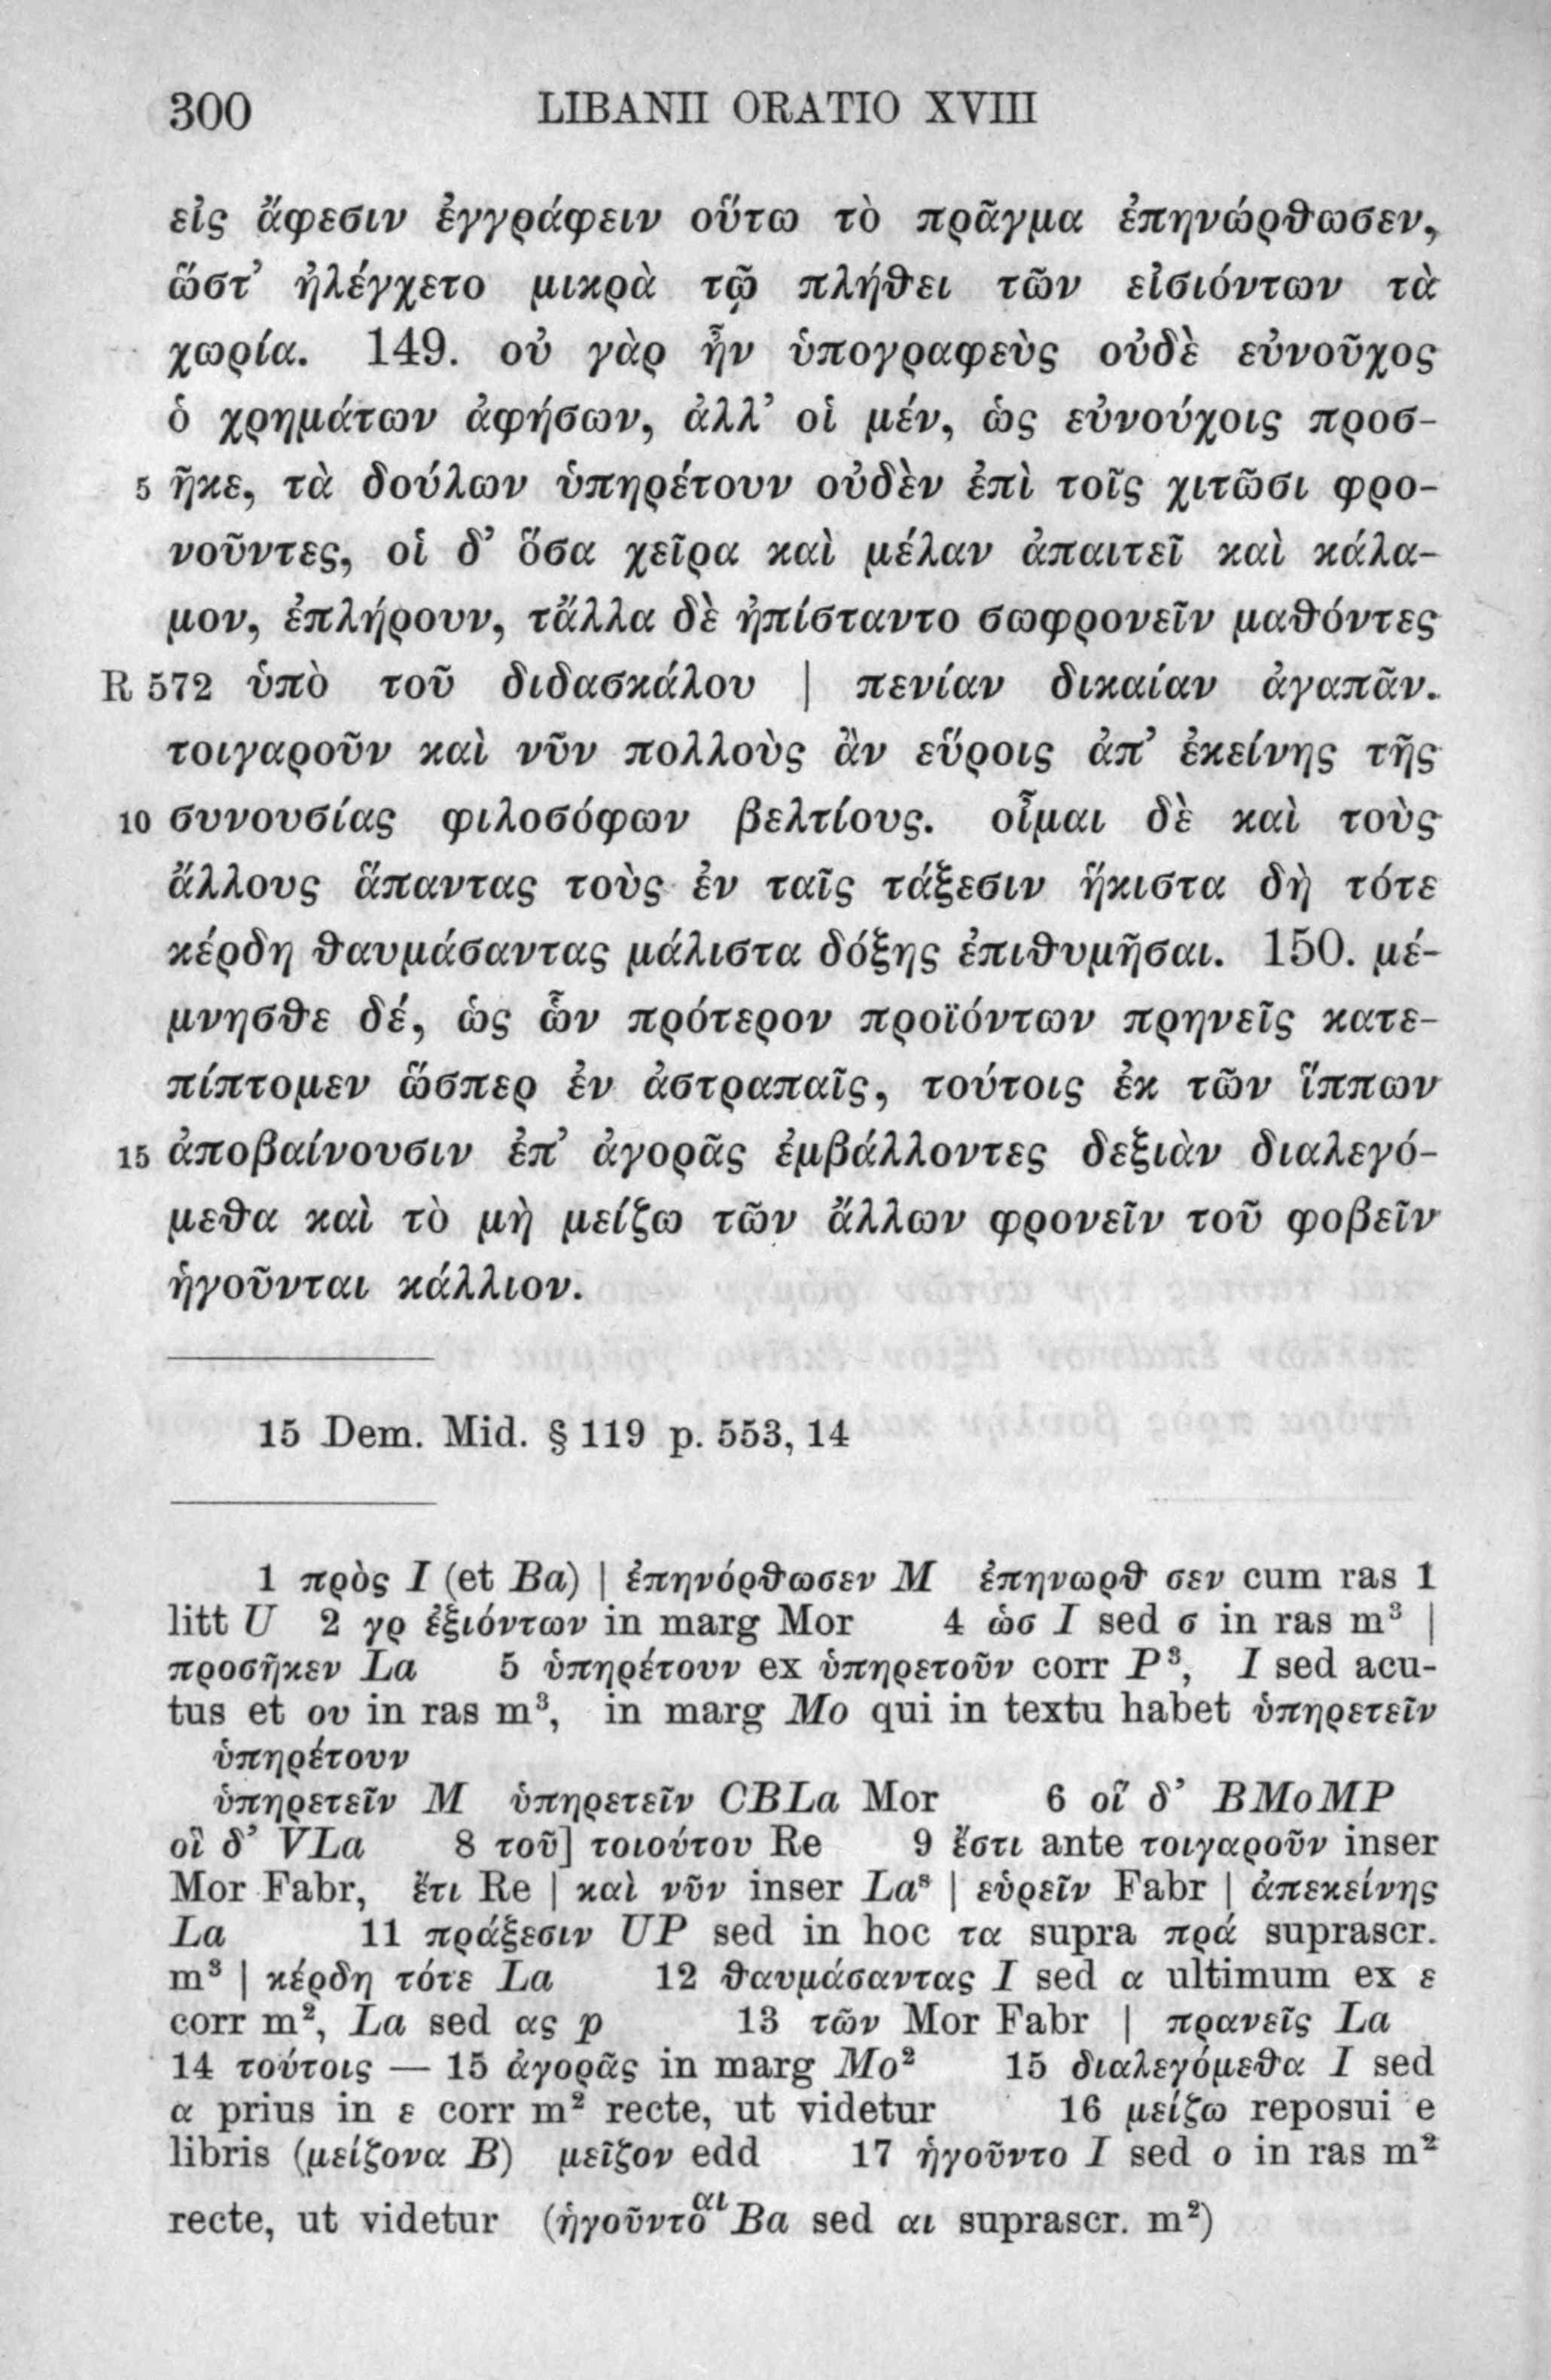 300 LIBANII ORATIO XVIII
εἰς ἄφεσιν ἐγγράφειν οὕτω τὸ πρᾶγμα ἐπηνώρθωσεν,
ὥστ’ ἠλέγχετο μικρὰ τῷ πλήθει τῶν εἰσιόντων τὰ
χωρία. 149. οὐ γὰρ ἦν ὑπογραφεὺς οὐδὲ εὐνοῦχος
ὁ χρημάτων ἀφήσων, ἀλλ’ οἱ μέν, ὡς εὐνούχοις προσ-
5 ῆκε, τὰ δούλων ὑπηρέτουν οὐδὲν ἐπὶ τοῖς χιτῶσι φρο-
νοῦντες, οἱ δ’ ὅσα χεῖρα καὶ μέλαν ἀπαιτεῖ καὶ κάλα-
μον, ἐπλήρουν, τἄλλα δὲ ἠπίσταντο σωφρονεῖν μαθόντες
R 572 ὑπὸ τοῦ διδασκάλου | πενίαν δικαίαν ἀγαπᾶν.
τοιγαροῦν καὶ νῦν πολλοὺς ἂν εὕροις ἀπ’ ἐκείνης τῆς
10 συνουσίας φιλοσόφων βελτίους. οἶμαι δὲ καὶ τοὺς
ἄλλους ἅπαντας τοὺς ἐν ταῖς τάξεσιν ἥκιστα δὴ τότε
κέρδη θαυμάσαντας μάλιστα δόξης ἐπιθυμῆσαι. 150. μέ-
μνησθε δέ, ὡς ὧν πρότερον προϊόντων πρηνεῖς κατε-
πίπτομεν ὥσπερ ἐν ἀστραπαῖς, τούτοις ἐκ τῶν ἵππων
15 ἀποβαίνουσιν ἐπ’ ἀγορᾶς ἐμβάλλοντες δεξιὰν διαλεγό-
μεθα καὶ τὸ μὴ μείζω τῶν ἄλλων φρονεῖν τοῦ φοβεῖν
ἡγοῦνται κάλλιον.
15 Dem. Mid. § 119 p. 553, 14
1 πρὸς I (et Ba) | ἐπηνόρθωσεν M ἐπηνωρθ σεν cum ras 1
litt U 2 γρ ἐξιόντων in marg Mor 4 ὡσ I sed σ in ras m³ |
προσῆκεν La 5 ὑπηρέτουν ex ὑπηρετοῦν corr P³, I sed acu-
tus et ου in ras m³, in marg Mo qui in textu habet ὑπηρετεῖν
ὑπηρέτουν
ὑπηρετεῖν M ὑπηρετεῖν CBLa Mor 6 οἵ δ’ BMoMP
οἳ δ’ VLa 8 τοῦ] τοιούτου Re 9 ἔστι ante τοιγαροῦν inser
Mor Fabr, ἔτι Re | καὶ νῦν inser Laˢ | εὑρεῖν Fabr | ἀπεκείνης
La 11 πράξεσιν UP sed in hoc τα supra πρά suprascr.
m³ | κέρδη τότε La 12 θαυμάσαντας I sed α ultimum ex ε
corr m², La sed ας p 13 τῶν Mor Fabr | πρανεῖς La
14 τούτοις — 15 ἀγορᾶς in marg Mo² 15 διαλεγόμεθα I sed
α prius in ε corr m² recte, ut videtur 16 μείζω reposui e
libris (μείζονα B) μεῖζον edd 17 ἡγοῦντο I sed ο in ras m²
αι
recte, ut videtur (ἡγοῦντο Ba sed αι suprascr. m²)